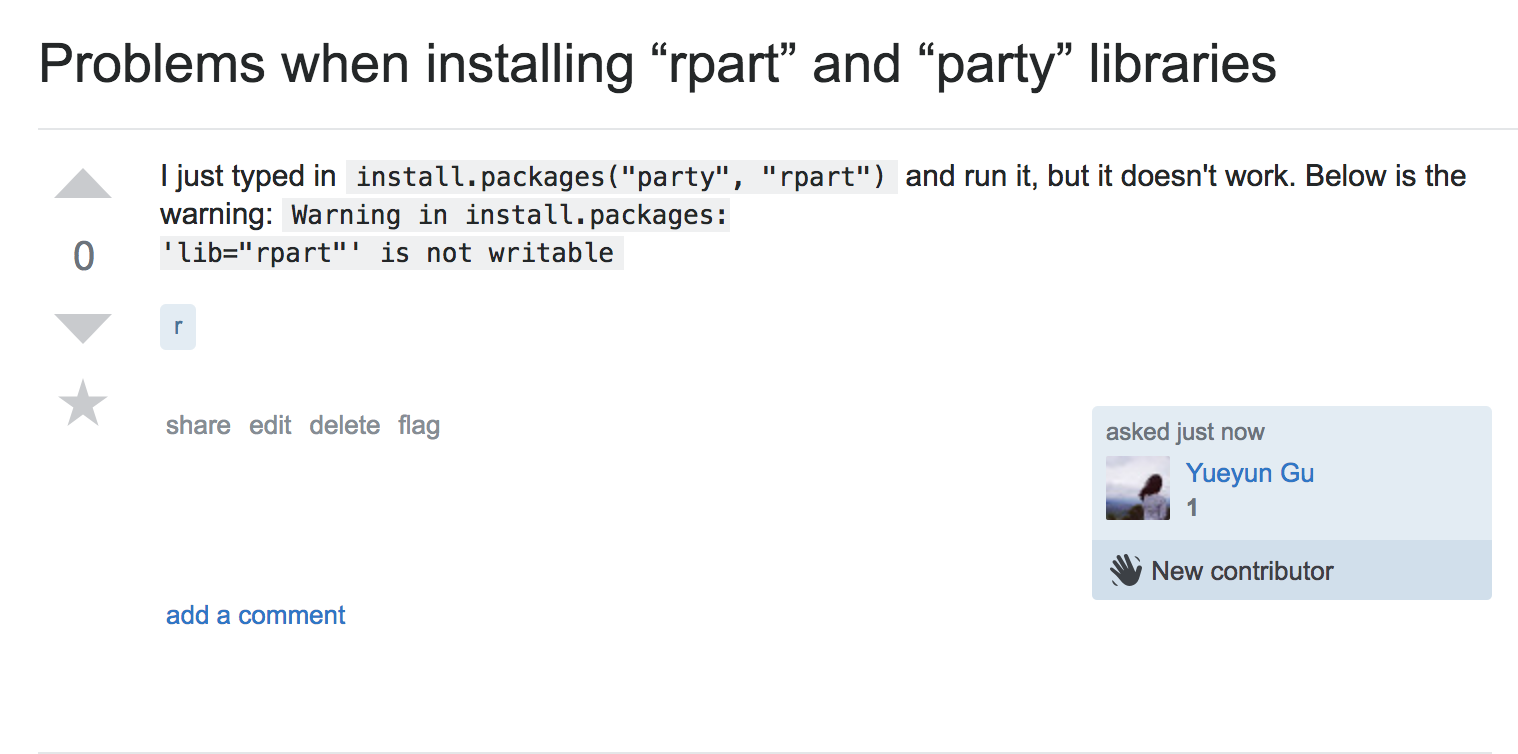 Problems when installing “rpart” and “party” libraries
I just typed in install.packages("party", "rpart") and run it, but it doesn't work. Below is the
warning: Warning in install.packages:
'lib="rpart"' is not writable
0
r
share edit delete flag
asked just now
Yueyun Gu
1
New contributor
add a comment